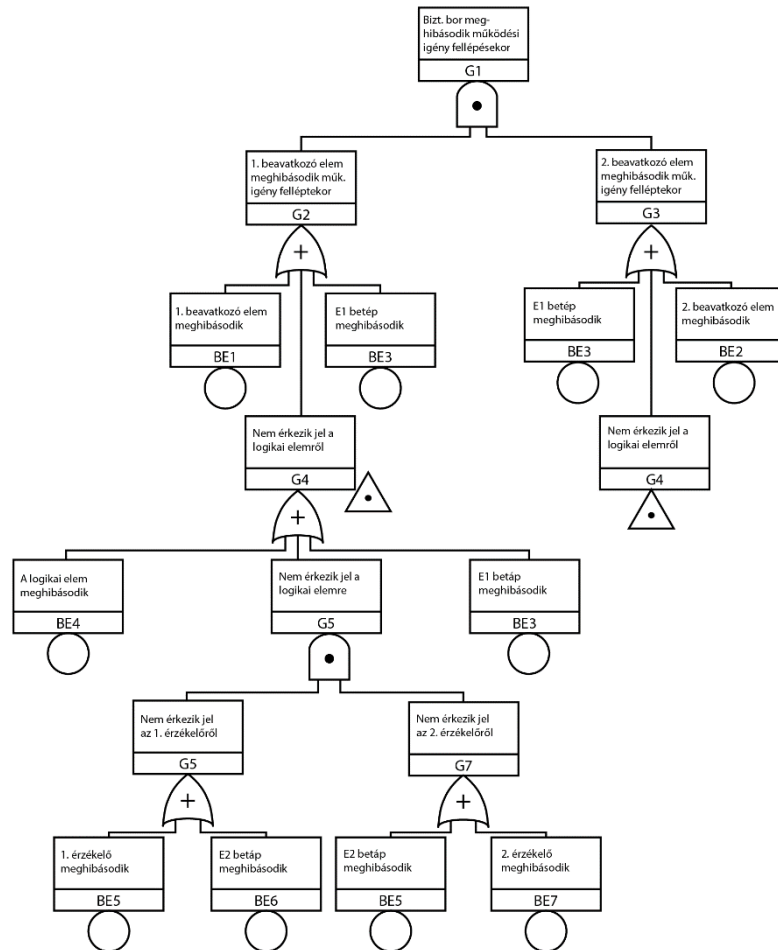 Bizt. bor meg-
hibásodik működési
igény fellépésekor
G1
1. beavatkozó elem
meghibásodik műk.
igény felléptekor
G2
2. beavatkozó elem
meghibásodik műk.
igény felléptekor
G3
+
+
1. beavatkozó elem
meghibásodik
BE1
E1 betép
meghibásodik
BE3
E1 betép
meghibásodik
BE3
2. beavatkozó elem
meghibásodik
BE2
Nem érkezik jel a
logikai elemről
G4
Nem érkezik jel a
logikai elemről
G4
+
A logikai elem
meghibásodik
BE4
Nem érkezik jel a
logikai elemre
G5
E1 betáp
meghibásodik
BE3
Nem érkezik jel
az 1. érzékelőről
G5
Nem érkezik jel
az 2. érzékelőről
G7
+
+
1. érzékelő
meghibásodik
BE5
E2 betáp
meghibásodik
BE6
E2 betáp
meghibásodik
BE5
2. érzékelő
meghibásodik
BE7